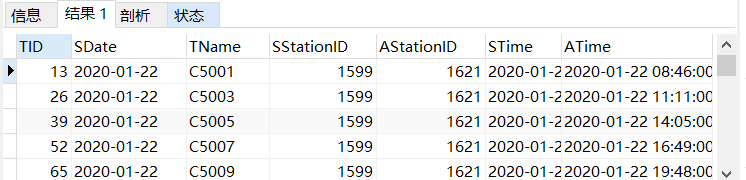 信息 结果 1 剖析 状态
TID SDate TName SStationID AStationID STime ATime
13 2020-01-22 C5001 1599 1621 2020-01-2 2020-01-22 08:46:00
26 2020-01-22 C5003 1599 1621 2020-01-2 2020-01-22 11:11:00
39 2020-01-22 C5005 1599 1621 2020-01-2 2020-01-22 14:05:00
52 2020-01-22 C5007 1599 1621 2020-01-2 2020-01-22 16:49:00
65 2020-01-22 C5009 1599 1621 2020-01-2 2020-01-22 19:48:00